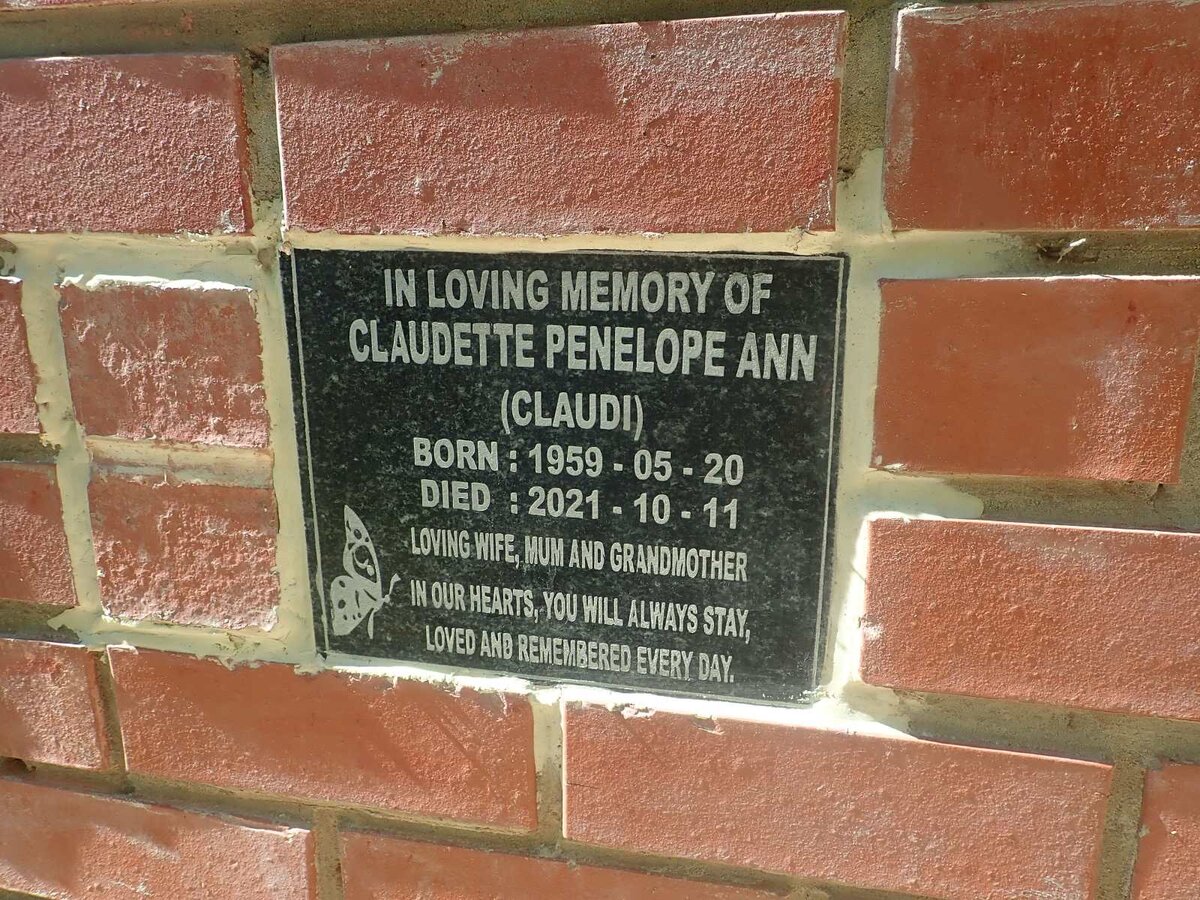 IN LOVING MEMORY OF
CLAUDETTE PENELOPE ANN
(CLAUDI)
BORN : 1959 - 05 - 20
DIED : 2021 - 10 - 11
LOVING WIFE, MUM AND GRANDMOTHER
IN OUR HEARTS, YOU WILL ALWAYS STAY,
LOVED AND REMEMBERED EVERY DAY.